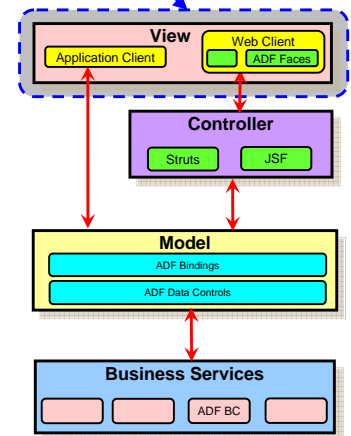 View
Application Client
Web Client
ADF Faces
Controller
Struts
JSF
Model
ADF Bindings
ADF Data Controls
Business Services
ADF BC